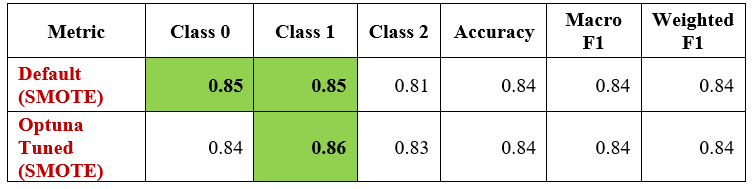 Metric Class 0 Class 1 Class 2 Accuracy Macro F1 Weighted F1
Default (SMOTE) 0.85 0.85 0.81 0.84 0.84 0.84
Optuna Tuned (SMOTE) 0.84 0.86 0.83 0.84 0.84 0.84